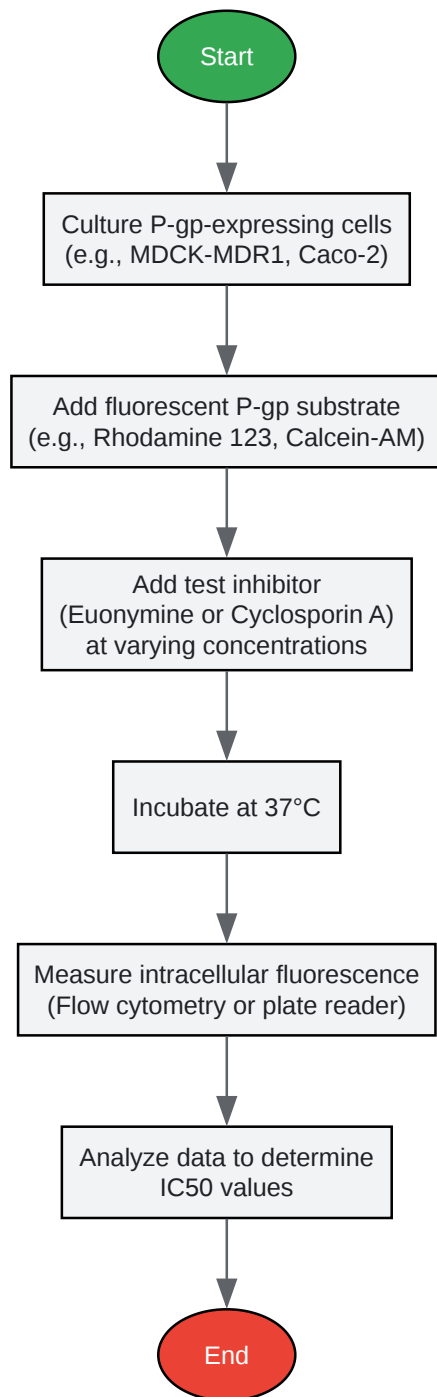 Start
Culture P-gp-expressing cells
(e.g., MDCK-MDR1, Caco-2)
Add fluorescent P-gp substrate
(e.g., Rhodamine 123, Calcein-AM)
Add test inhibitor
(Euonymine or Cyclosporin A)
at varying concentrations
Incubate at 37°C
Measure intracellular fluorescence
(Flow cytometry or plate reader)
Analyze data to determine
IC50 values
End